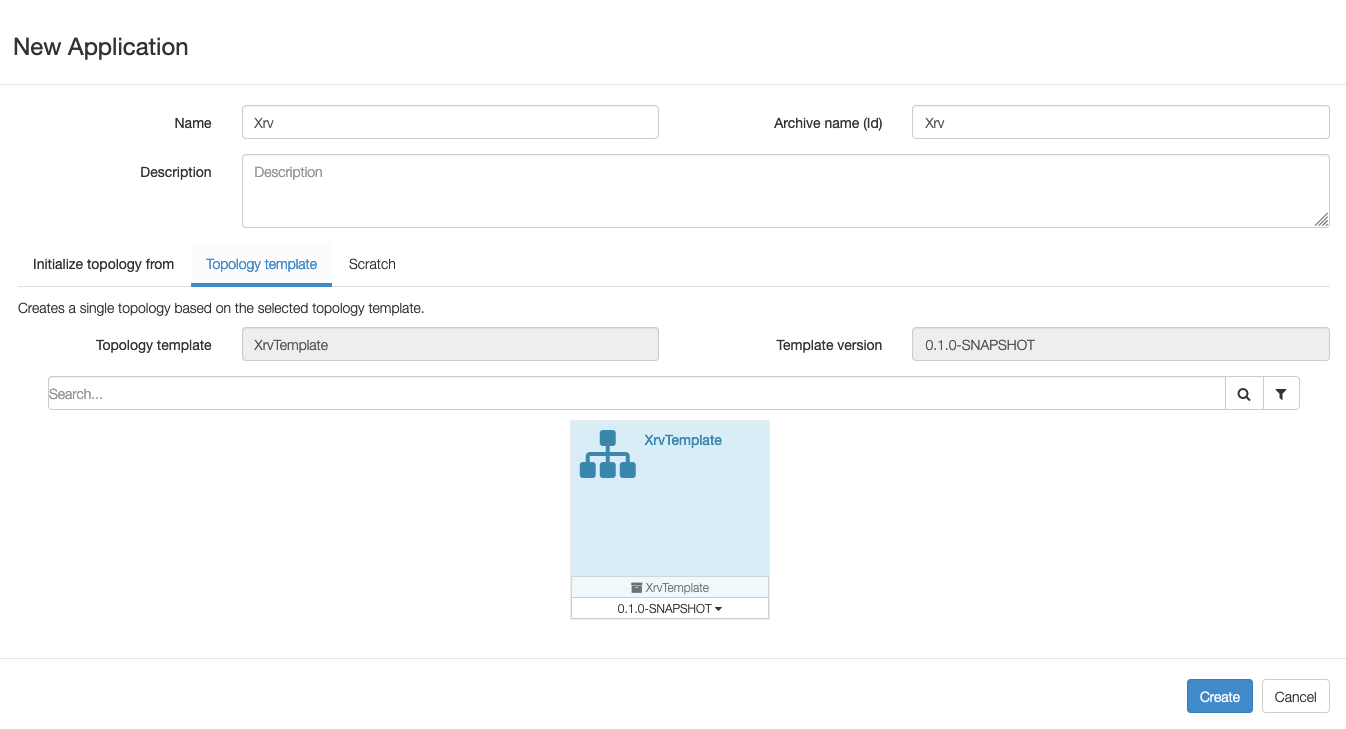 New Application
Name
Xrv
Archive name (Id)
Xrv
Description
Description
Initialize topology from
Topology template
Scratch
Creates a single topology based on the selected topology template.
Topology template
XrvTemplate
Template version
0.1.0-SNAPSHOT
Search...
XrvTemplate
XrvTemplate
0.1.0-SNAPSHOT
Create
Cancel